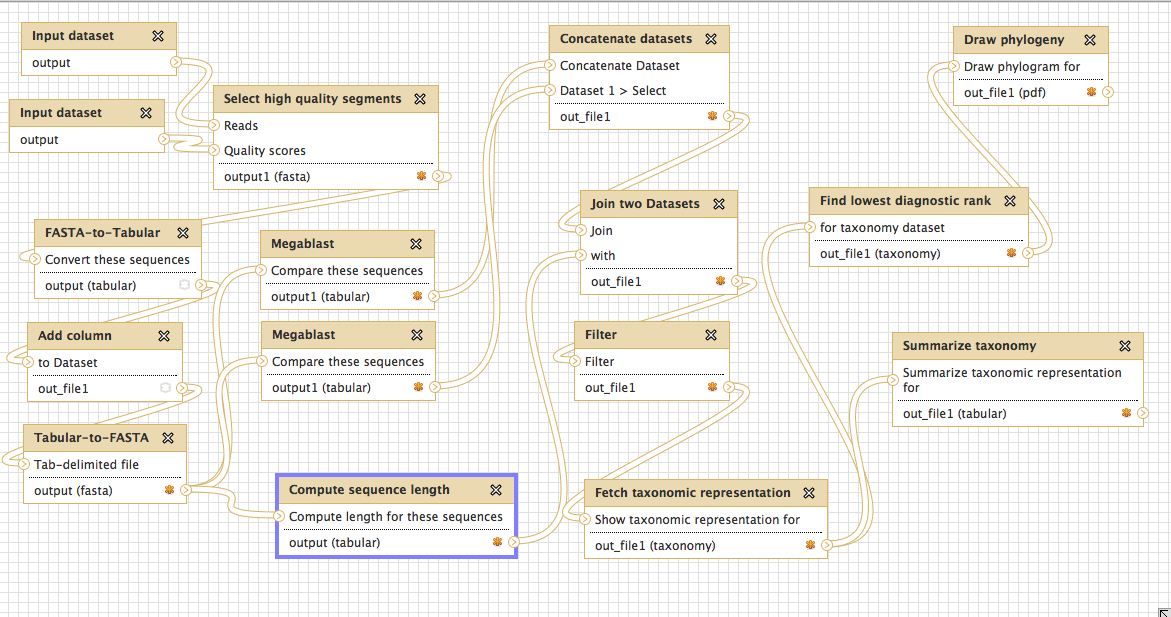 Input dataset
output
Input dataset
output
Select high quality segments
Reads
Quality scores
output1 (fasta)
FASTA-to-Tabular
Convert these sequences
output (tabular)
Add column
to Dataset
out_file1
Tabular-to-FASTA
Tab-delimited file
output (fasta)
Megablast
Compare these sequences
output1 (tabular)
Megablast
Compare these sequences
output1 (tabular)
Compute sequence length
Compute length for these sequences
output (tabular)
Concatenate datasets
Concatenate Dataset
Dataset 1 > Select
out_file1
Join two Datasets
Join
with
out_file1
Filter
Filter
out_file1
Fetch taxonomic representation
Show taxonomic representation for
out_file1 (taxonomy)
Draw phylogeny
Draw phylogram for
out_file1 (pdf)
Find lowest diagnostic rank
for taxonomy dataset
out_file1 (taxonomy)
Summarize taxonomy
Summarize taxonomic representation
for
out_file1 (tabular)